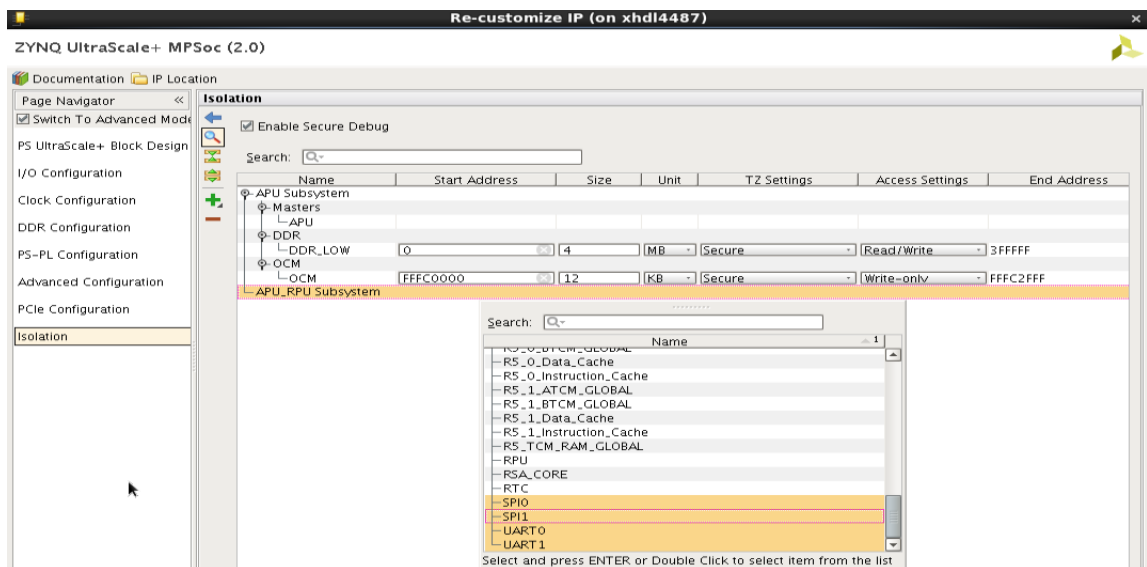 Re-customize IP (on xhdl4487)
ZYNQ UltraScale+ MPSoc (2.0)
Documentation IP Location
Page Navigator «
Switch To Advanced Mode
PS UltraScale+ Block Design
I/O Configuration
Clock Configuration
DDR Configuration
PS-PL Configuration
Advanced Configuration
PCIe Configuration
Isolation
Isolation
Enable Secure Debug
Search:
Name Start Address Size Unit TZ Settings Access Settings End Address
APU Subsystem
Masters
APU
DDR
DDR_LOW 0 4 MB Secure Read/Write 3FFFFF
OCM
OCM FFFC0000 12 KB Secure Write-only FFFC2FFF
APU_RPU Subsystem
Search:
Name 1
R5_0_BTCM_GLOBAL
R5_0_Data_Cache
R5_0_Instruction_Cache
R5_1_ATCM_GLOBAL
R5_1_BTCM_GLOBAL
R5_1_Data_Cache
R5_1_Instruction_Cache
R5_TCM_RAM_GLOBAL
RPU
RSA_CORE
RTC
SPI0
SPI1
UART0
UART1
Select and press ENTER or Double Click to select item from the list